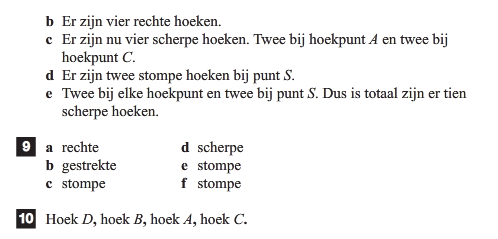 b Er zijn vier rechte hoeken.
c Er zijn nu vier scherpe hoeken. Twee bij hoekpunt A en twee bij
hoekpunt C.
d Er zijn twee stompe hoeken bij punt S.
e Twee bij elke hoekpunt en twee bij punt S. Dus is totaal zijn er tien
scherpe hoeken.
9 a rechte d scherpe
b gestrekte e stompe
c stompe f stompe
10 Hoek D, hoek B, hoek A, hoek C.